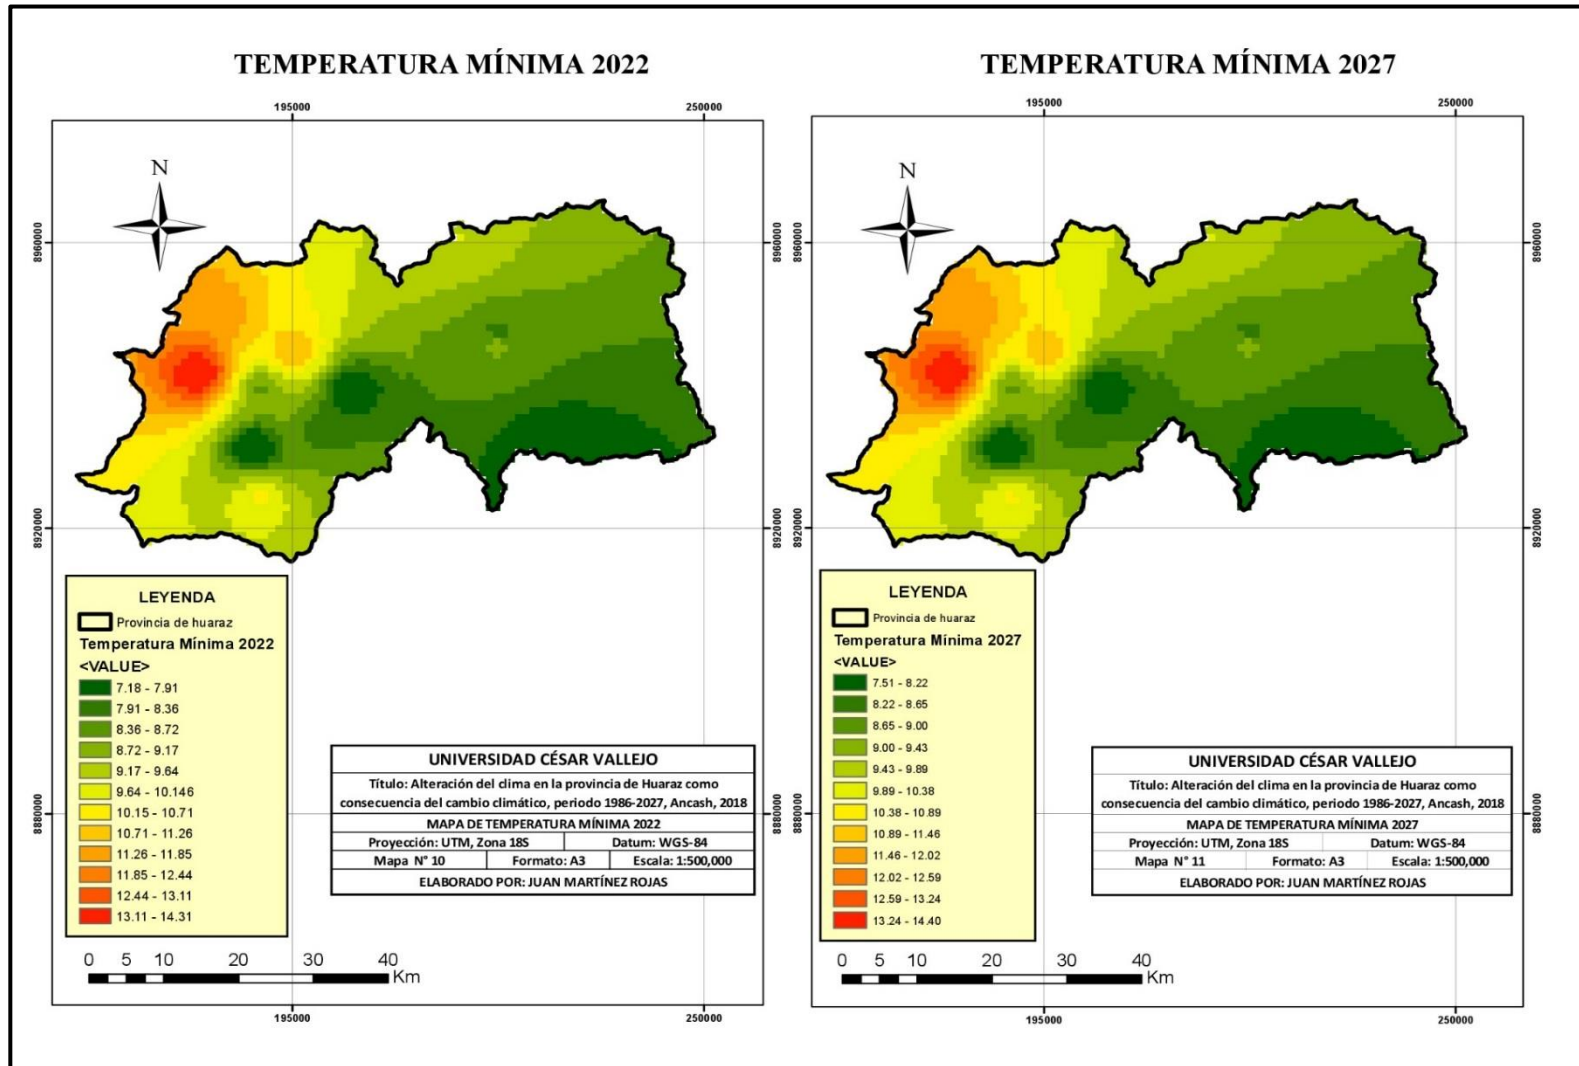 TEMPERATURA MÍNIMA 2022
195000
250000
N
8960000
8960000
8920000
8920000
8880000
8880000
LEYENDA
Provincia de huaraz
Temperatura Mínima 2022
<VALUE>
7.18 - 7.91
7.91 - 8.36
8.36 - 8.72
8.72 - 9.17
9.17 - 9.64
9.64 - 10.146
10.15 - 10.71
10.71 - 11.26
11.26 - 11.85
11.85 - 12.44
12.44 - 13.11
13.11 - 14.31
UNIVERSIDAD CÉSAR VALLEJO
Título: Alteración del clima en la provincia de Huaraz como
consecuencia del cambio climático, periodo 1986-2027, Ancash, 2018
MAPA DE TEMPERATURA MÍNIMA 2022
Proyección: UTM, Zona 18S Datum: WGS-84
Mapa N° 10 Formato: A3 Escala: 1:500,000
ELABORADO POR: JUAN MARTÍNEZ ROJAS
0 5 10 20 30 40
Km
195000
250000
TEMPERATURA MÍNIMA 2027
195000
250000
N
8960000
8960000
8920000
8920000
8880000
8880000
LEYENDA
Provincia de huaraz
Temperatura Mínima 2027
<VALUE>
7.51 - 8.22
8.22 - 8.65
8.65 - 9.00
9.00 - 9.43
9.43 - 9.89
9.89 - 10.38
10.38 - 10.89
10.89 - 11.46
11.46 - 12.02
12.02 - 12.59
12.59 - 13.24
13.24 - 14.40
UNIVERSIDAD CÉSAR VALLEJO
Título: Alteración del clima en la provincia de Huaraz como
consecuencia del cambio climático, periodo 1986-2027, Ancash, 2018
MAPA DE TEMPERATURA MÍNIMA 2027
Proyección: UTM, Zona 18S Datum: WGS-84
Mapa N° 11 Formato: A3 Escala: 1:500,000
ELABORADO POR: JUAN MARTÍNEZ ROJAS
0 5 10 20 30 40
Km
195000
250000